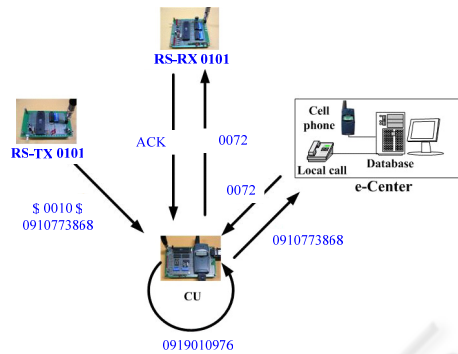 RS-RX 0101
RS-TX 0101
ACK
0072
Cell
phone
Local call
Database
e-Center
0072
$ 0010 $
0910773868
0910773868
CU
0919010976